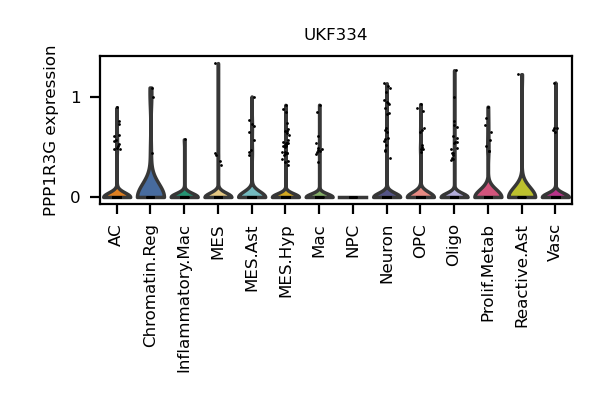 UKF334
PPP1R3G expression
1
0
AC
Chromatin.Reg
Inflammatory.Mac
MES
MES.Ast
MES.Hyp
Mac
NPC
Neuron
OPC
Oligo
Prolif.Metab
Reactive.Ast
Vasc